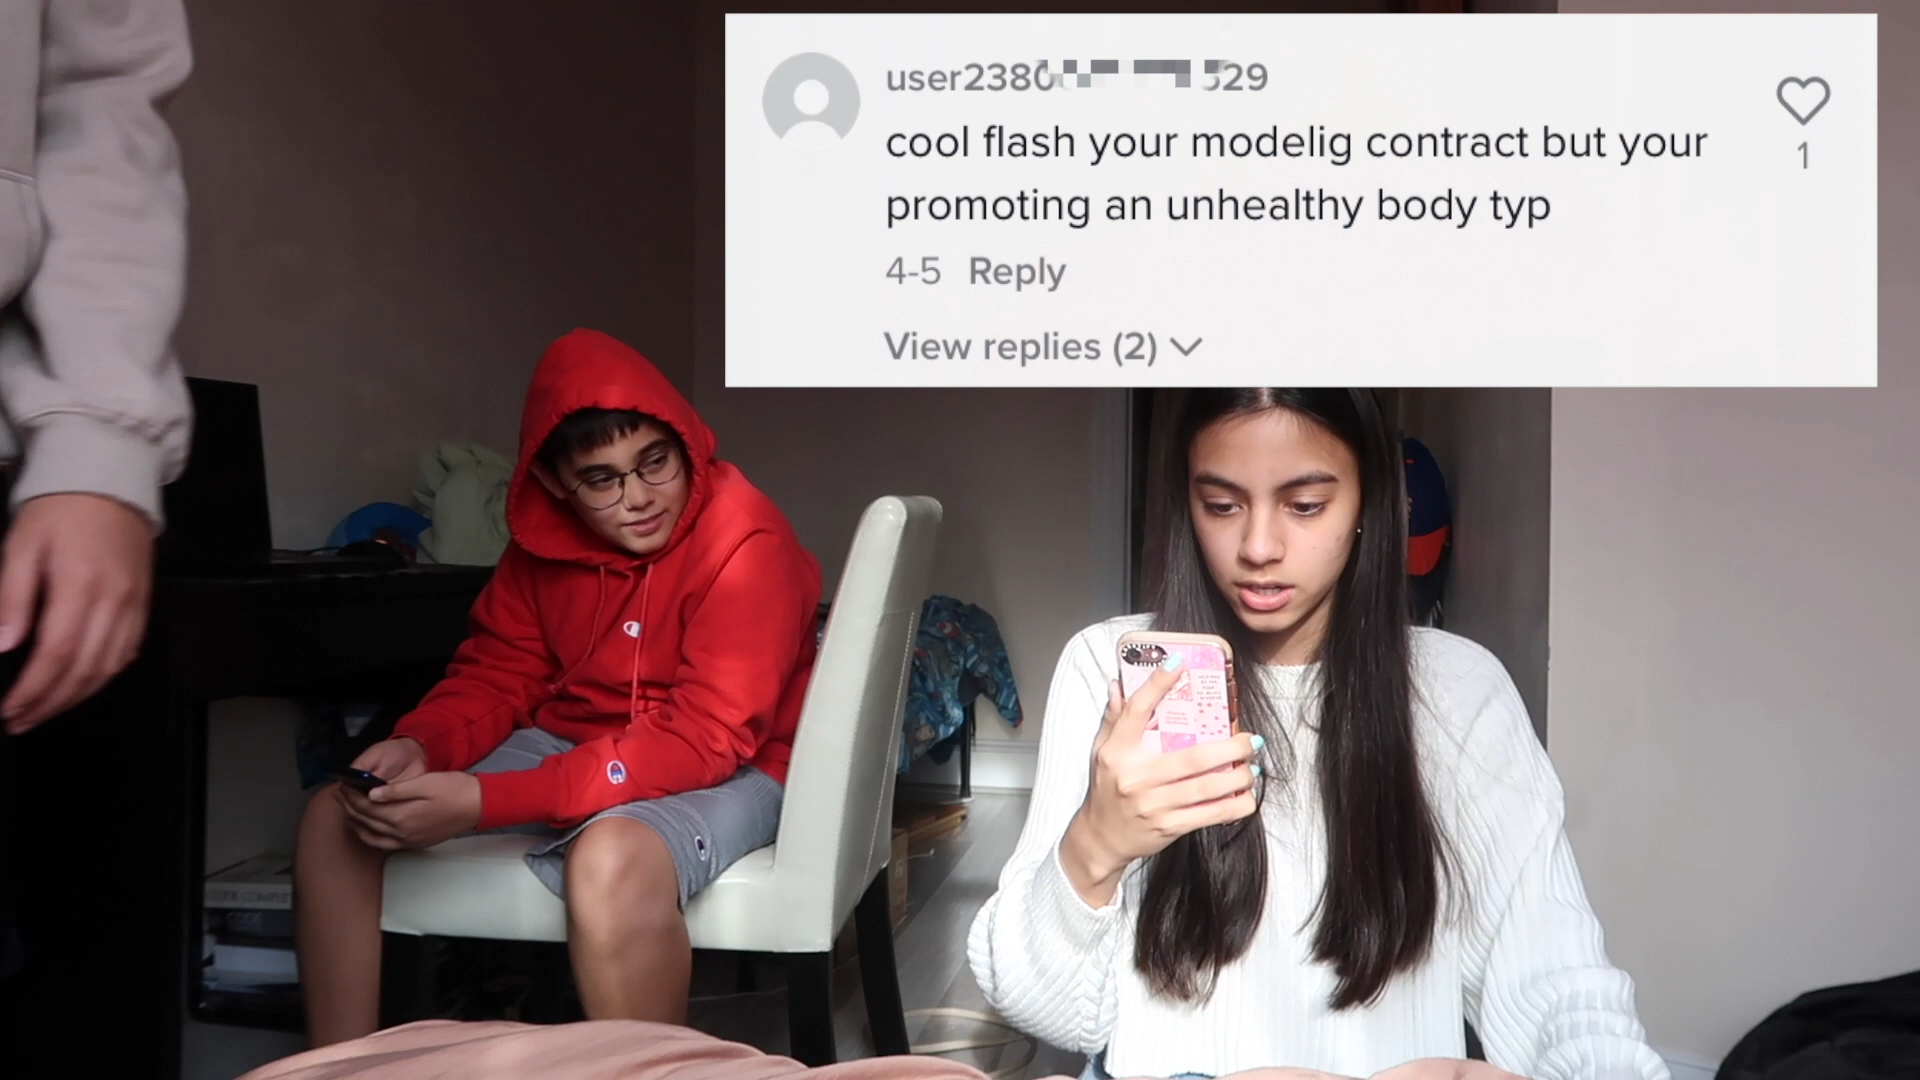 cool flash your modelig contract but your
promoting an unhealthy body typ
1
4-5 Reply
View replies (2)